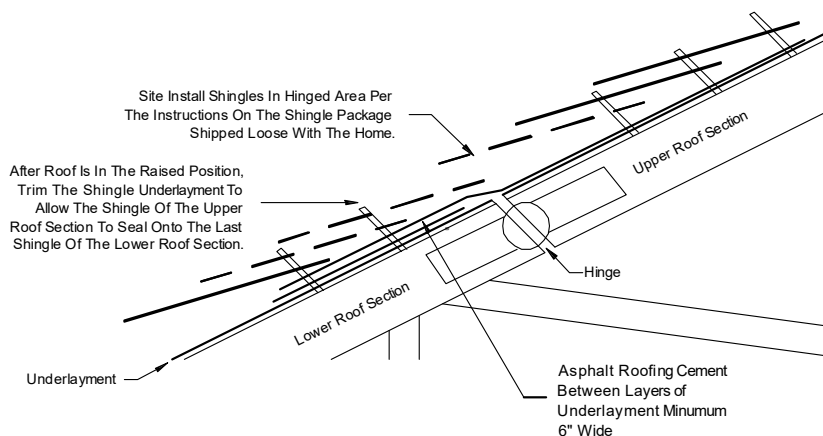 Site Install Shingles In Hinged Area Per
The Instructions On The Shingle Package
Shipped Loose With The Home.
After Roof Is In The Raised Position,
Trim The Shingle Underlayment To
Allow The Shingle Of The Upper
Roof Section To Seal Onto The Last
Shingle Of The Lower Roof Section.
Upper Roof Section
Hinge
Lower Roof Section
Underlayment
Asphalt Roofing Cement
Between Layers of
Underlayment Minumum
6" Wide